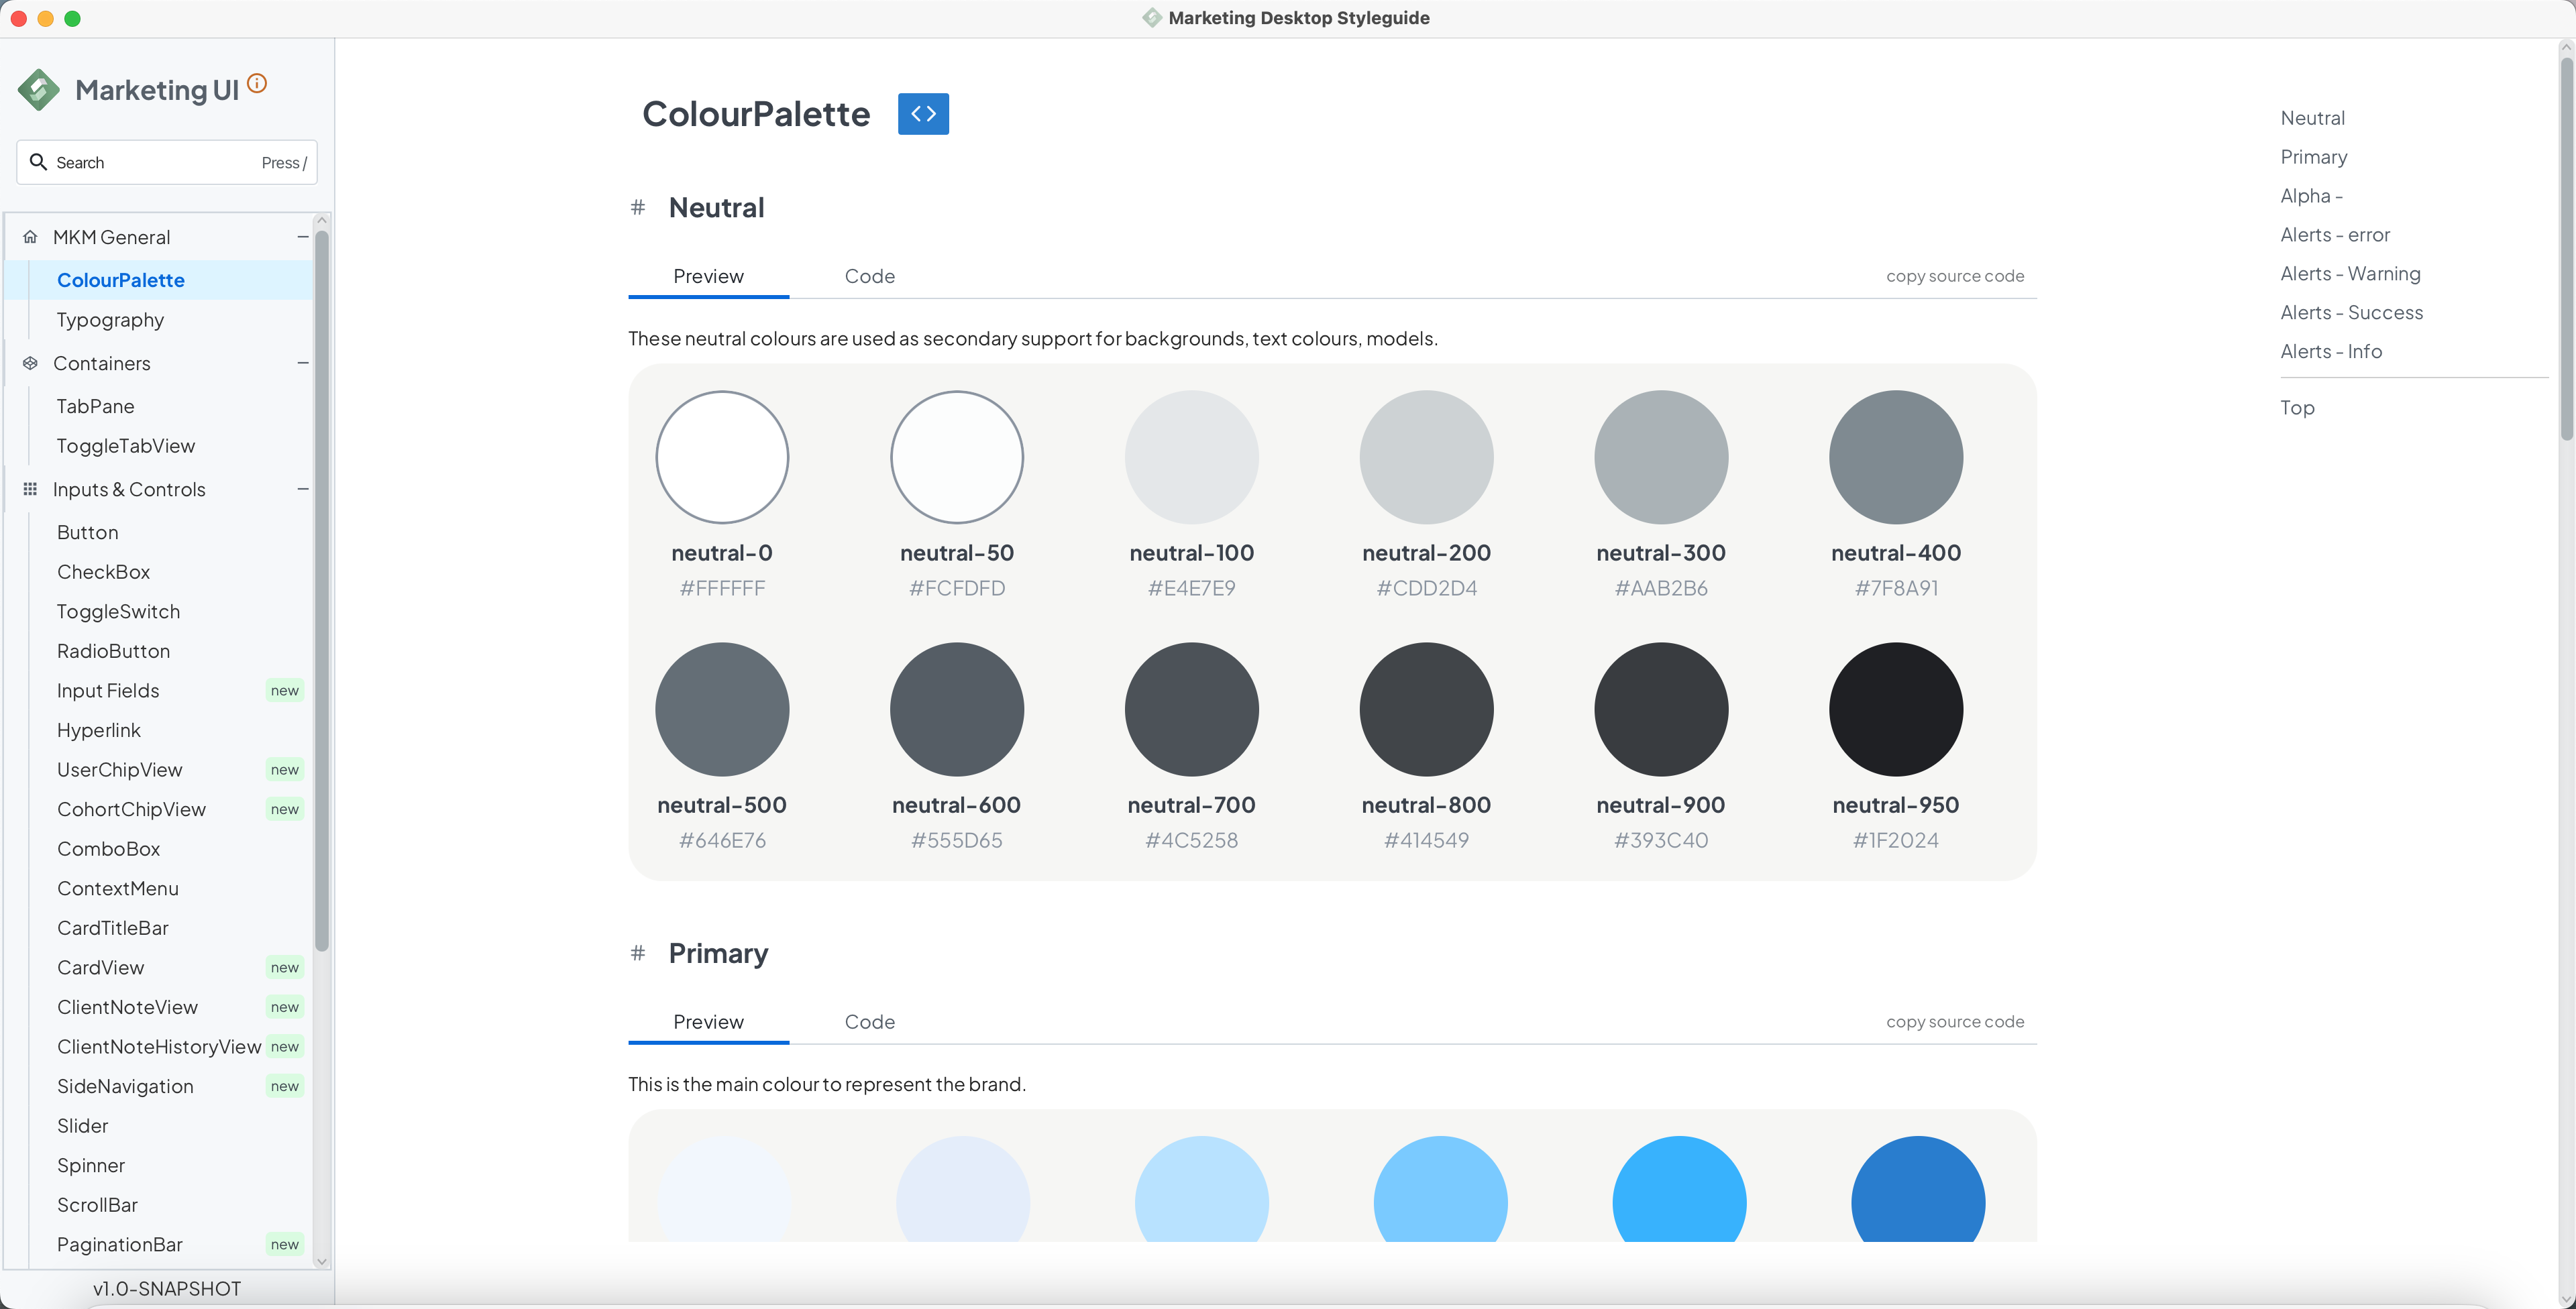 Marketing Desktop Styleguide
Marketing UI
Search Press /
MKM General
ColourPalette
Typography
Containers
TabPane
ToggleTabView
Inputs & Controls
Button
CheckBox
ToggleSwitch
RadioButton
Input Fields new
Hyperlink
UserChipView new
CohortChipView new
ComboBox
ContextMenu
CardTitleBar
CardView new
ClientNoteView new
ClientNoteHistoryView new
SideNavigation new
Slider
Spinner
ScrollBar
PaginationBar new
v1.0-SNAPSHOT
ColourPalette <>
# Neutral
Preview Code copy source code
These neutral colours are used as secondary support for backgrounds, text colours, models.
neutral-0 neutral-50 neutral-100 neutral-200 neutral-300 neutral-400
#FFFFFF #FCFDFD #E4E7E9 #CDD2D4 #AAB2B6 #7F8A91
neutral-500 neutral-600 neutral-700 neutral-800 neutral-900 neutral-950
#646E76 #555D65 #4C5258 #414549 #393C40 #1F2024
# Primary
Preview Code copy source code
This is the main colour to represent the brand.
Neutral
Primary
Alpha -
Alerts - error
Alerts - Warning
Alerts - Success
Alerts - Info
Top